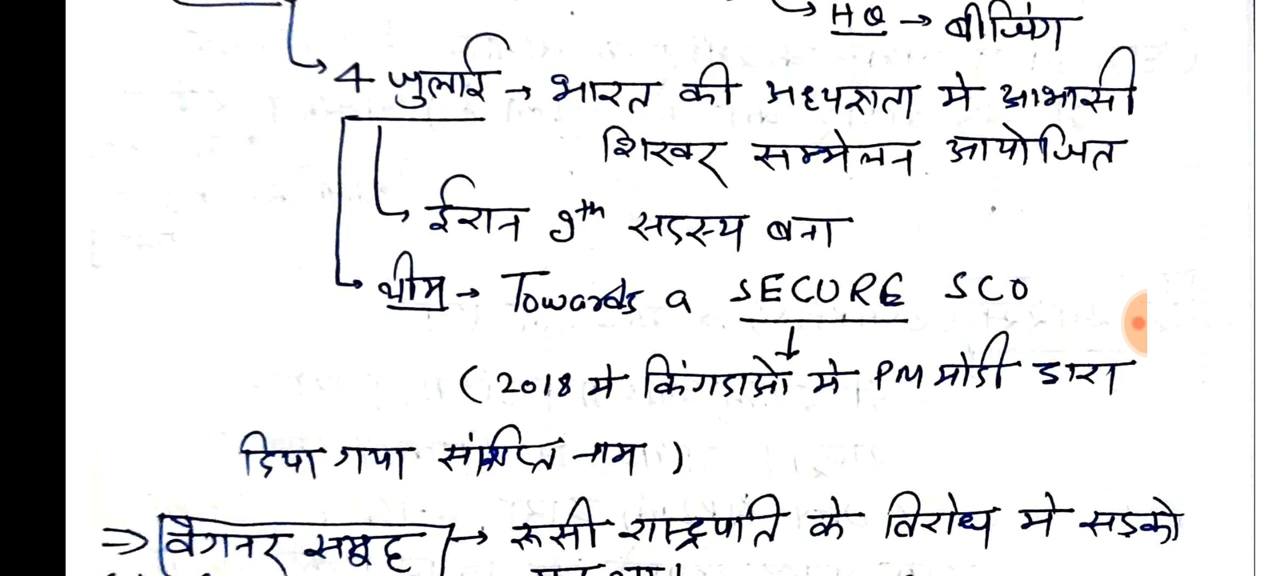 HQ → बीजिंग
4 जुलाई → भारत की अध्यक्षता मे आभासी
शिखर सम्मेलन आयोजित
ईरान 9th सदस्य बना
थीम → Towards a SECURE SCO
(2018 मे किंगडाओ मे PM मोदी द्वारा
दिया गया संक्षिप्त नाम)
⇒ वैगनर समूह → रूसी राष्ट्रपति के विरोध मे सड़को